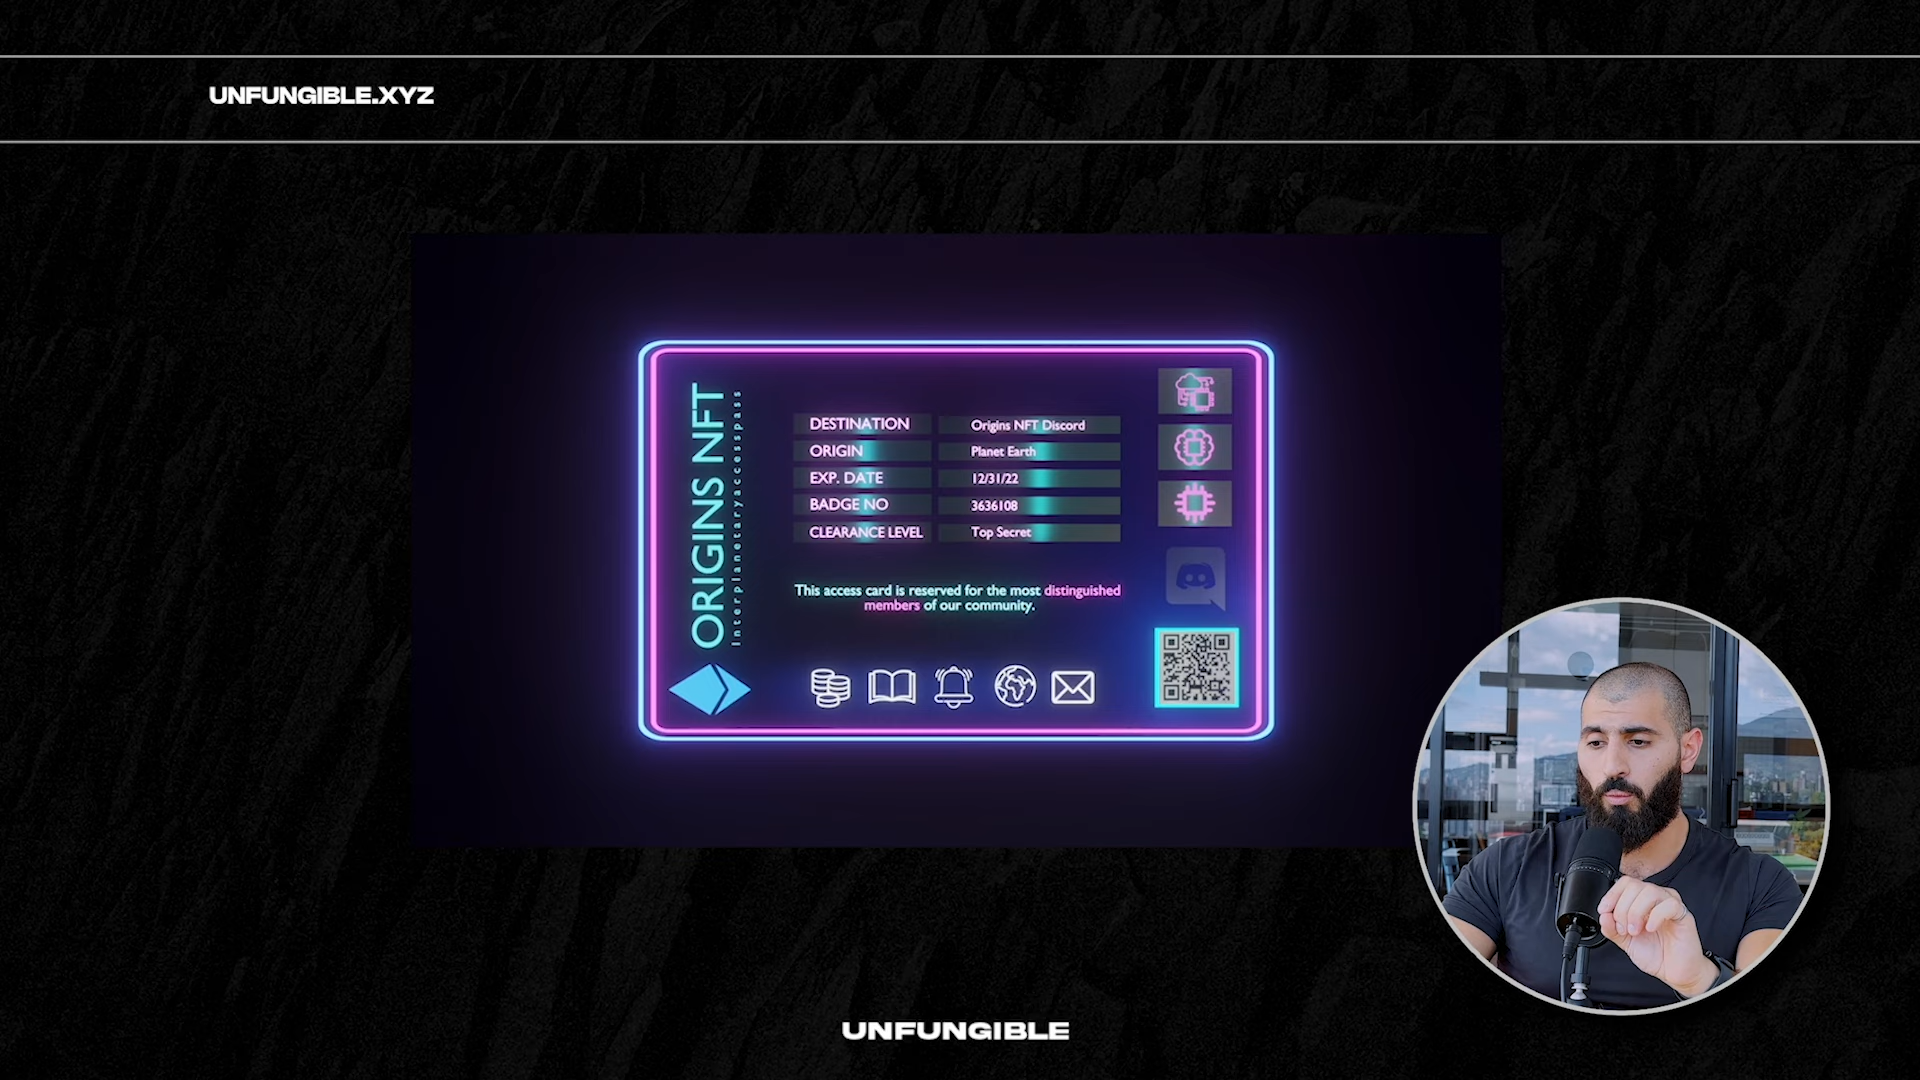 UNFUNGIBLE.XYZ
ORIGINS NFT
Interplanetaryaccesspass
DESTINATION Origins NFT Discord
ORIGIN Planet Earth
EXP. DATE 12/31/22
BADGE NO 3636108
CLEARANCE LEVEL Top Secret
This access card is reserved for the most distinguished
members of our community.
UNFUNGIBLE